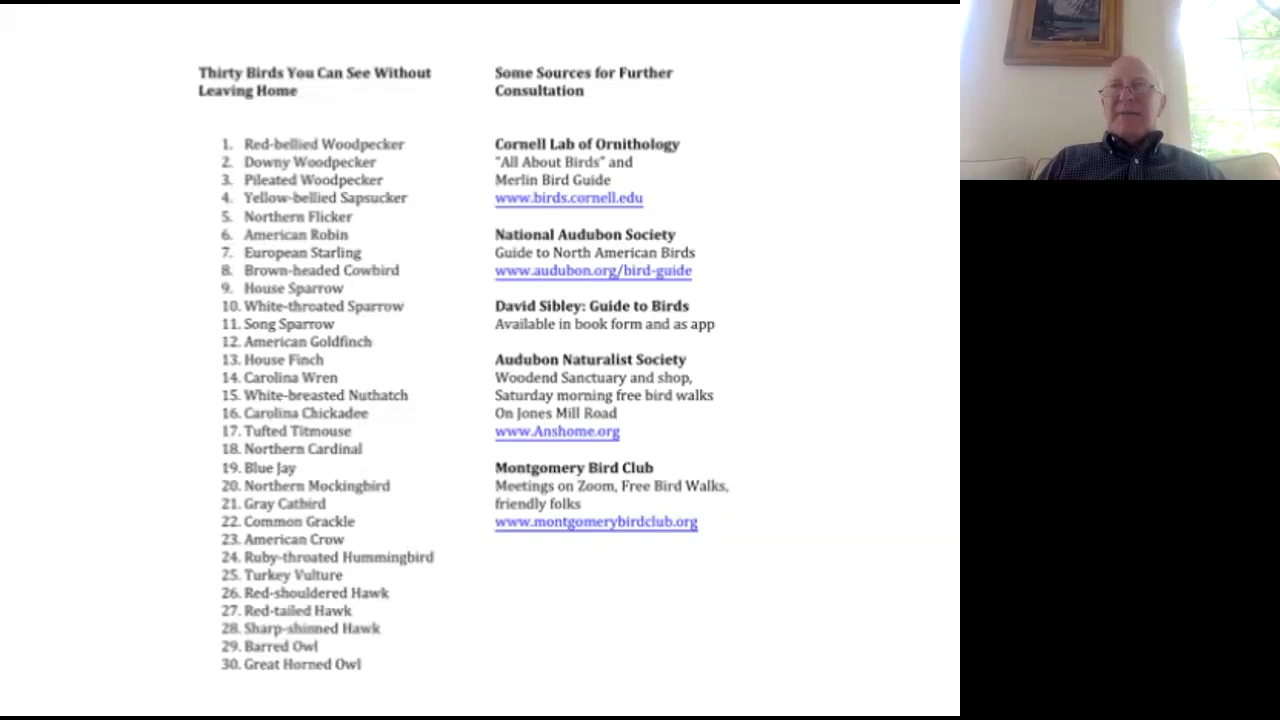 Thirty Birds You Can See Without
Leaving Home
1. Red-bellied Woodpecker
2. Downy Woodpecker
3. Pileated Woodpecker
4. Yellow-bellied Sapsucker
5. Northern Flicker
6. American Robin
7. European Starling
8. Brown-headed Cowbird
9. House Sparrow
10. White-throated Sparrow
11. Song Sparrow
12. American Goldfinch
13. House Finch
14. Carolina Wren
15. White-breasted Nuthatch
16. Carolina Chickadee
17. Tufted Titmouse
18. Northern Cardinal
19. Blue Jay
20. Northern Mockingbird
21. Gray Catbird
22. Common Grackle
23. American Crow
24. Ruby-throated Hummingbird
25. Turkey Vulture
26. Red-shouldered Hawk
27. Red-tailed Hawk
28. Sharp-shinned Hawk
29. Barred Owl
30. Great Horned Owl
Some Sources for Further
Consultation
Cornell Lab of Ornithology
"All About Birds" and
Merlin Bird Guide
www.birds.cornell.edu
National Audubon Society
Guide to North American Birds
www.audubon.org/bird-guide
David Sibley: Guide to Birds
Available in book form and as app
Audubon Naturalist Society
Woodend Sanctuary and shop,
Saturday morning free bird walks
On Jones Mill Road
www.Anshome.org
Montgomery Bird Club
Meetings on Zoom, Free Bird Walks,
friendly folks
www.montgomerybirdclub.org